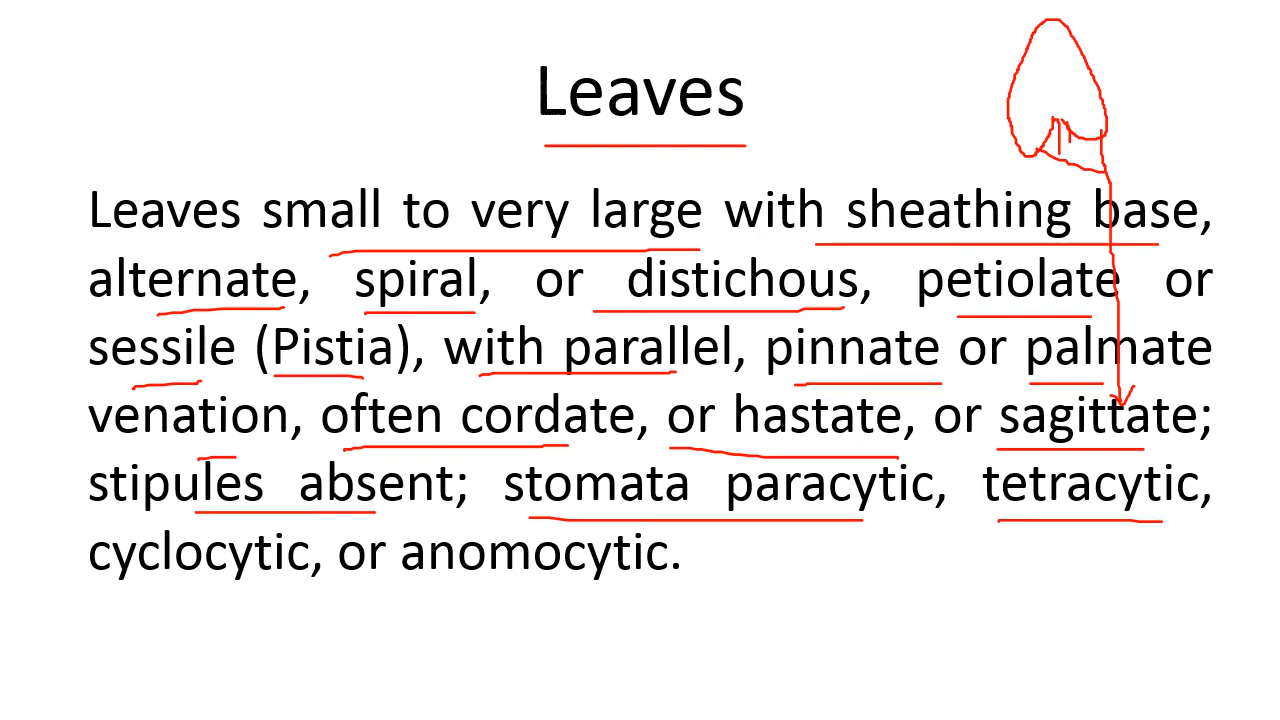 Leaves
Leaves small to very large with sheathing base,
alternate, spiral, or distichous, petiolate or
sessile (Pistia), with parallel, pinnate or palmate
venation, often cordate, or hastate, or sagittate;
stipules absent; stomata paracytic, tetracytic,
cyclocytic, or anomocytic.